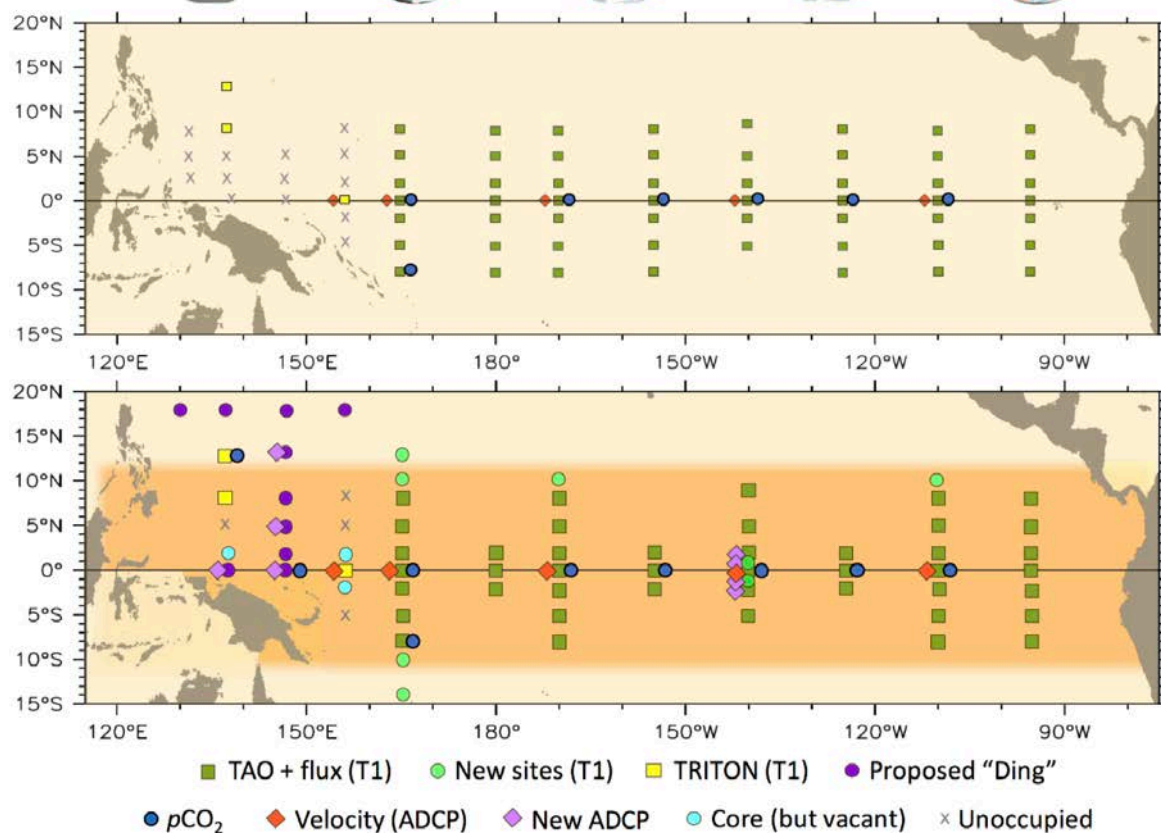 20°N
15°N
10°N
5°N
0°
5°S
10°S
15°S
120°E 150°E 180° 150°W 120°W 90°W
20°N
15°N
10°N
5°N
0°
5°S
10°S
15°S
120°E 150°E 180° 150°W 120°W 90°W
TAO + flux (T1) New sites (T1) TRITON (T1) Proposed “Ding”
pCO₂ Velocity (ADCP) New ADCP Core (but vacant) x Unoccupied